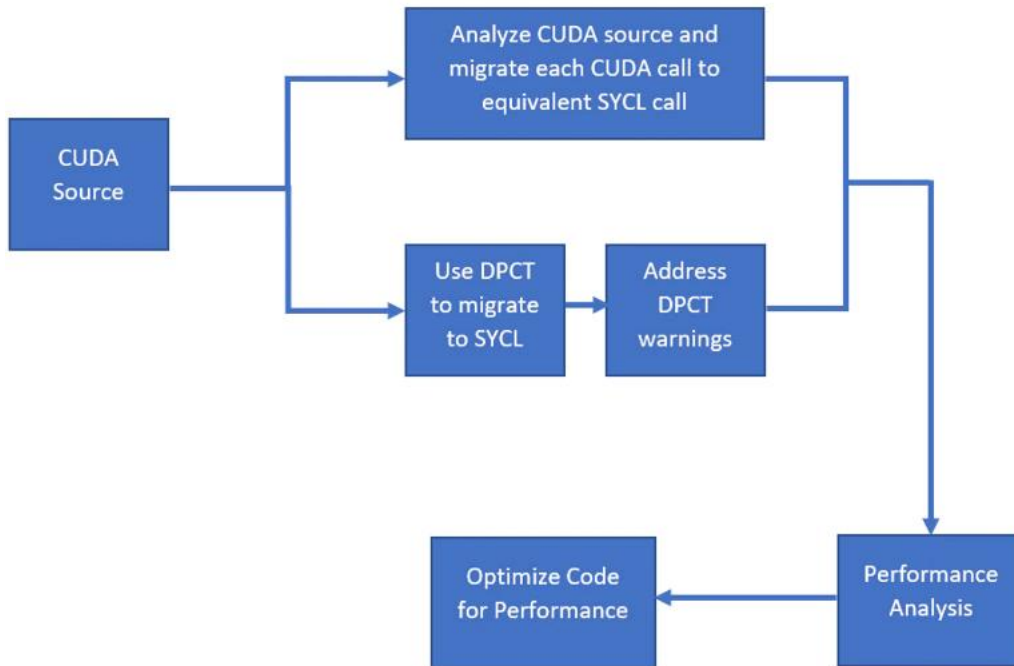 Analyze CUDA source and
migrate each CUDA call to
equivalent SYCL call
CUDA
Source
Use DPCT
to migrate
to SYCL
Address
DPCT
warnings
Optimize Code
for Performance
Performance
Analysis